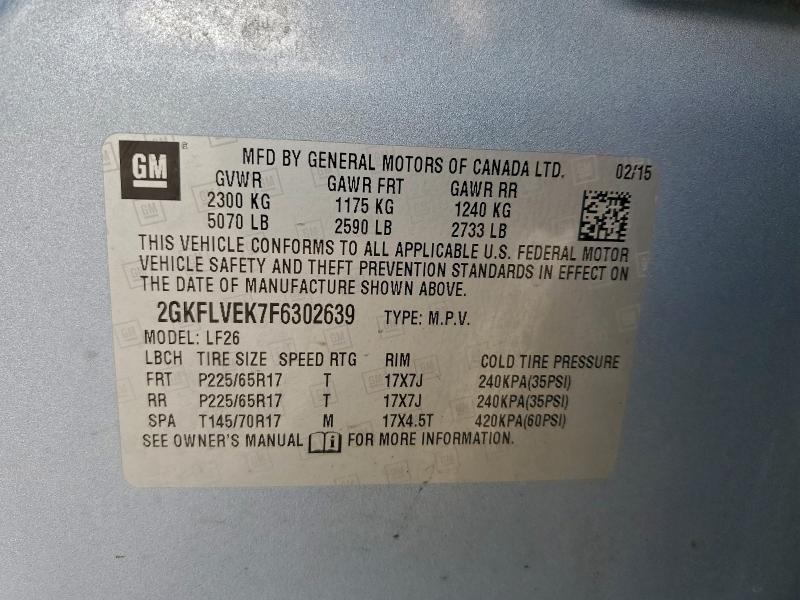 GM ® MFD BY GENERAL MOTORS OF CANADA LTD. 02/15
GVWR GAWR FRT GAWR RR
2300 KG 1175 KG 1240 KG
5070 LB 2590 LB 2733 LB
THIS VEHICLE CONFORMS TO ALL APPLICABLE U.S. FEDERAL MOTOR
VEHICLE SAFETY AND THEFT PREVENTION STANDARDS IN EFFECT ON
THE DATE OF MANUFACTURE SHOWN ABOVE.
2GKFLVEK7F6302639 TYPE: M.P.V.
MODEL: LF26
LBCH TIRE SIZE SPEED RTG RIM COLD TIRE PRESSURE
FRT P225/65R17 T 17X7J 240KPA(35PSI)
RR P225/65R17 T 17X7J 240KPA(35PSI)
SPA T145/70R17 M 17X4.5T 420KPA(60PSI)
SEE OWNER'S MANUAL i FOR MORE INFORMATION.